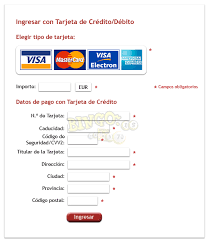 Ingresar con Tarjeta de Crédito/Débito
Elegir tipo de tarjeta:
VISA MasterCard VISA Electron AMERICAN EXPRESS *
Importe: EUR * * Campos obligatorios
Datos de pago con Tarjeta de Crédito
N.º de Tarjeta: *
Caducidad: *
Código de
Seguridad/CVV2: *
Titular de la Tarjeta: *
Dirección: *
Ciudad: *
Provincia: *
Código postal: *
Ingresar